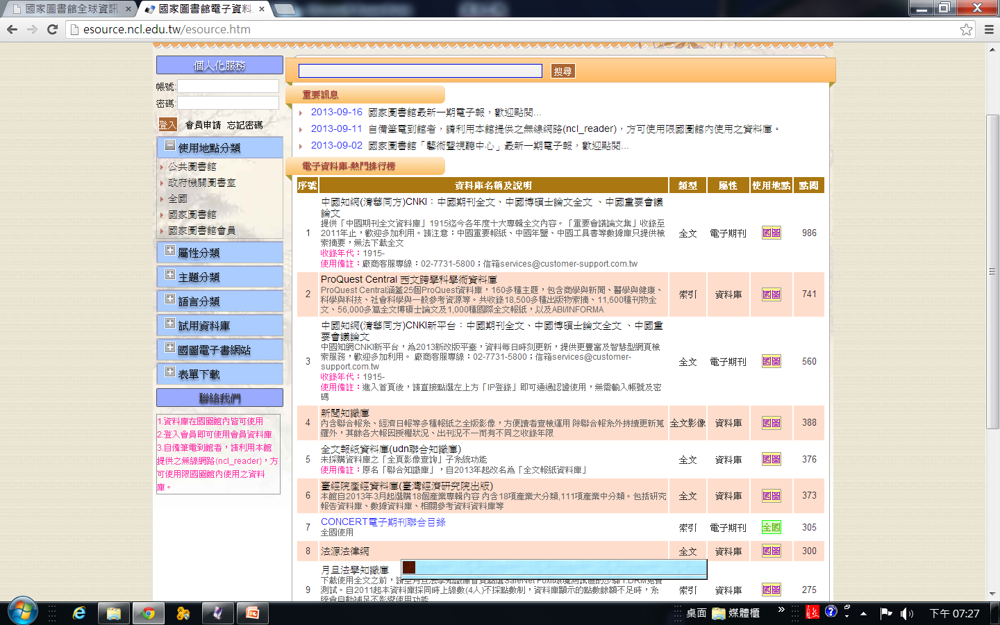 國家圖書館全球資訊
國家圖書館電子資料
esource.ncl.edu.tw/esource.htm
個人化服務
帳號:
密碼:
登入 會員申請 忘記密碼
使用地點分類
公共圖書館
政府機關圖書室
全國
國家圖書館
國家圖書館會員
屬性分類
主題分類
語言分類
試用資料庫
國圖電子書網站
表單下載
聯絡我們
1.資料庫在國圖館內皆可使用
2.登入會員即可使用會員資料庫
3.自備筆電到館者，請利用本館
提供之無線網路(ncl_reader)，方
可使用限國圖館內使用之資料
庫。
搜尋
重要訊息
2013-09-16 國家圖書館最新一期電子報，歡迎點閱...
2013-09-11 自備筆電到館者，請利用本館提供之無線網路(ncl_reader)，方可使用限國圖館內使用之資料庫。
2013-09-02 國家圖書館「藝術暨視聽中心」最新一期電子報，歡迎點閱...
電子資料庫-熱門排行榜
序號 資料庫名稱及說明 類型 屬性 使用地點 點閱
中國知網(清華同方)CNKI：中國期刊全文、中國博碩士論文全文 、中國重要會議
論文
提供「中國期刊全文資料庫」1915迄今各年度十大專輯全文內容。「重要會議論文集」收錄至
1 2011年止，歡迎多加利用。請注意：中國重要報紙、中國年鑒、中國工具書等數據庫只提供檢 全文 電子期刊 國圖 986
索摘要，無法下載全文
收錄年代：1915-
使用備註：廠商客服專線：02-7731-5800；信箱services@customer-support.com.tw
ProQuest Central 西文跨學科學術資料庫
ProQuest Central涵蓋25個ProQuest資料庫，160多種主題，包含商學與新聞、醫學與健康、
2 科學與科技、社會科學與一般參考資源等。共收錄18,500多種出版物索摘、11,600種刊物全 索引 資料庫 國圖 741
文、56,000多篇全文博碩士論文及1,000種國際全文報紙，以及ABI/INFORMA
中國知網(清華同方)CNKI新平台：中國期刊全文、中國博碩士論文全文 、中國重
要會議論文
中國知網CNKI新平台，為2013新改版平臺，資料每日時刻更新，提供更豐富及智慧型網頁檢
3 索服務，歡迎多加利用。 廠商客服專線：02-7731-5800；信箱services@customer- 全文 電子期刊 國圖 560
support.com.tw
收錄年代：1915-
使用備註：進入首頁後，請直接點選左上方「IP登錄」即可通過認證使用，無需輸入帳號及密
碼
新聞知識庫
4 內含聯合報系、經濟日報等多種報紙之全版影像，方便讀者查檢運用 除聯合報系外持續更新蒐 全文影像 資料庫 國圖 388
羅外，其餘各大報因授權狀況、出刊況不一而有不同之收錄年限
全文報紙資料庫(udn聯合知識庫)
5 未採購資料庫之「全頁影像查詢」子系統功能 全文 資料庫 國圖 376
使用備註：原名「聯合知識庫」，自2013年起改名為「全文報紙資料庫」
臺經院產經資料庫(臺灣經濟研究院出版)
6 本館自2013年3月起選購18個產業專輯內容 內含18項產業大分類,111項產業中分類。包括研究 全文 資料庫 國圖 373
報告資料庫、數據資料庫、相關參考資料資料庫等
CONCERT電子期刊聯合目錄
7 全國使用 索引 電子期刊 全國 305
8 法源法律網 全文 資料庫 國圖 300
月旦法學知識庫
9 測試。自2011起本資料庫採同時上線數(4人)不採點數制，資料庫顯示的點數餘額不足時，系 索引 資料庫 國圖 275
統會自動補足不影響使用功能
桌面 媒體櫃 » 下午 07:27